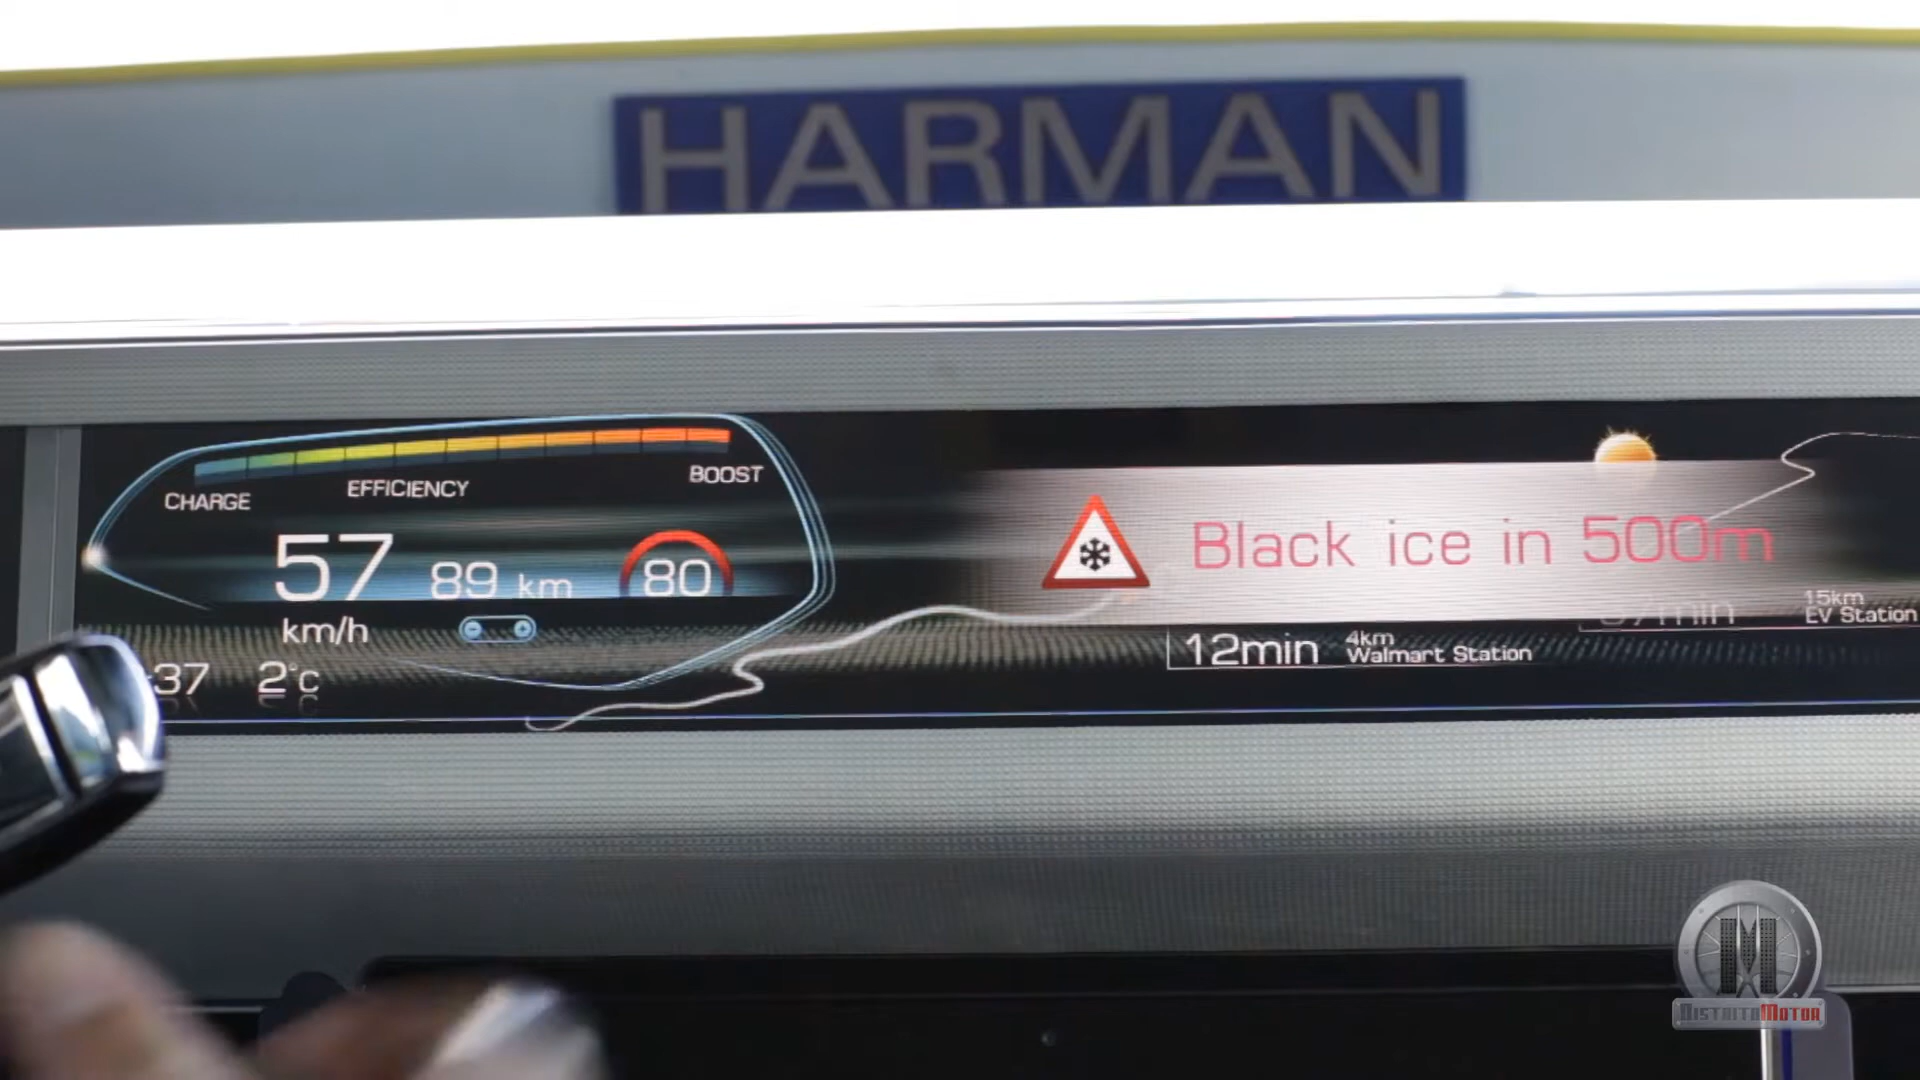 HARMAN
CHARGE
EFFICIENCY
BOOST
57
km/h
89 km
80
37
2°c
Black ice in 500m
12min
4km
Walmart Station
15km
EV Station
DISTRITOMOTOR